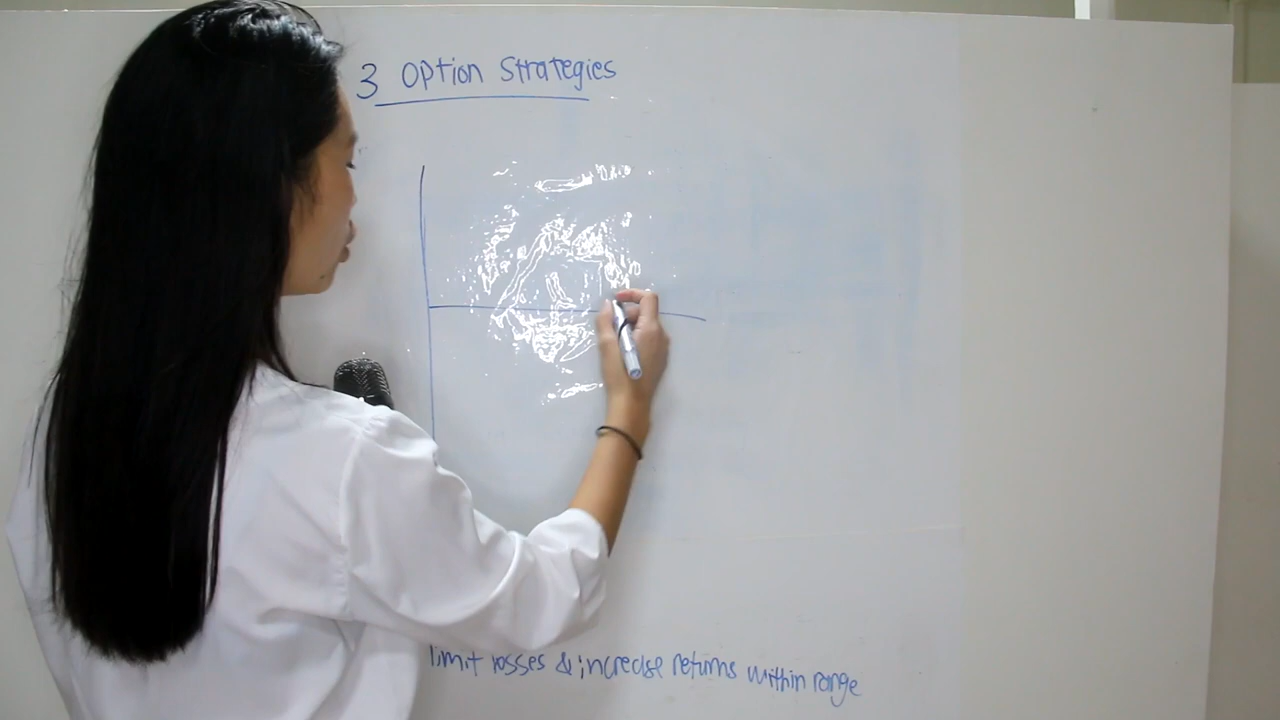 3 Option Strategies
limit losses & increase returns within range